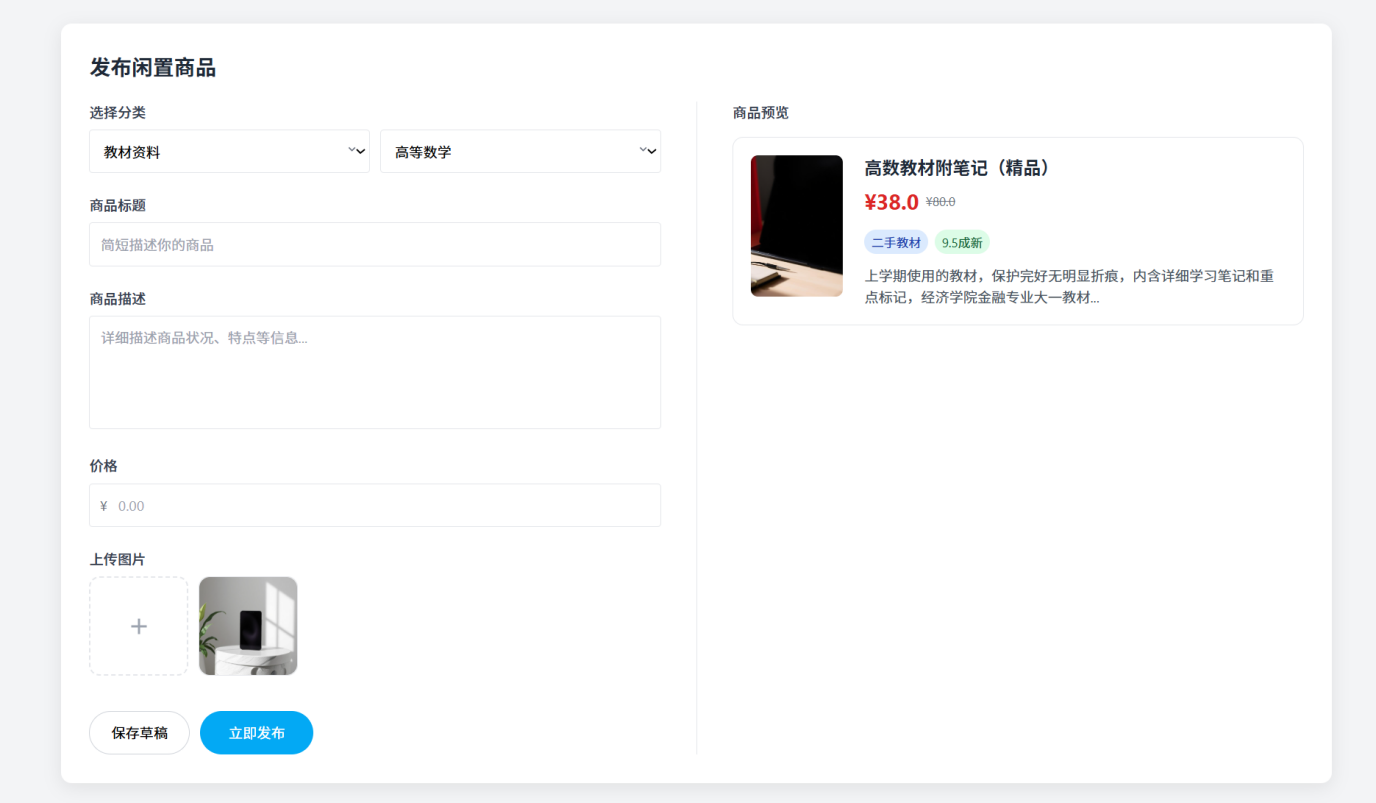 发布闲置商品
选择分类
教材资料
高等数学
商品标题
简短描述你的商品
商品描述
详细描述商品状况、特点等信息...
价格
¥ 0.00
上传图片
+
保存草稿
立即发布
商品预览
高数教材附笔记（精品）
¥38.0 ¥80.0
二手教材 9.5成新
上学期使用的教材，保护完好无明显折痕，内含详细学习笔记和重
点标记，经济学院金融专业大一教材...